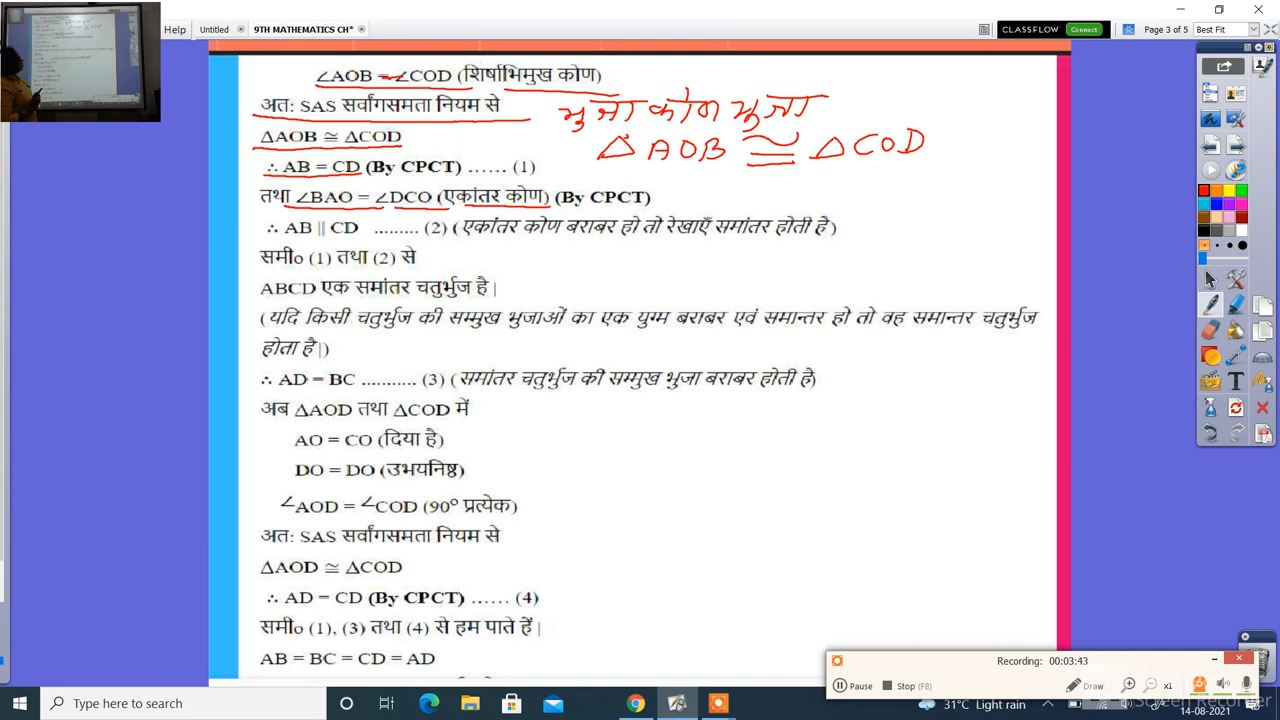 Help
Untitled
9TH MATHEMATICS CH*
CLASSFLOW
Connect
Page 3 of 5
Best Fit
∠AOB = ∠COD (शिर्षाभिमुख कोण)
अत: SAS सर्वांगसमता नियम से
भुजा कोण भुजा
ΔAOB ≅ ΔCOD
Δ AOB ≅ Δ COD
∴ AB = CD (By CPCT) ...... (1)
तथा ∠BAO = ∠DCO (एकांतर कोण) (By CPCT)
∴ AB || CD ......... (2) (एकांतर कोण बराबर हो तो रेखाएँ समांतर होती है)
समी० (1) तथा (2) से
ABCD एक समांतर चतुर्भुज है |
(यदि किसी चतुर्भुज की सम्मुख भुजाओं का एक युग्म बराबर एवं समान्तर हो तो वह समान्तर चतुर्भुज
होता है|)
∴ AD = BC .......... (3) (समांतर चतुर्भुज की सम्मुख भुजा बराबर होती है)
अब ΔAOD तथा ΔCOD में
AO = CO (दिया है)
DO = DO (उभयनिष्ठ)
∠AOD = ∠COD (90° प्रत्येक)
अत: SAS सर्वांगसमता नियम से
ΔAOD ≅ ΔCOD
∴ AD = CD (By CPCT) ...... (4)
समी० (1), (3) तथा (4) से हम पाते हें |
AB = BC = CD = AD
Recording: 00:03:43
Pause
Stop (F8)
Draw
x1
Type here to search
31°C Light rain
14-08-2021